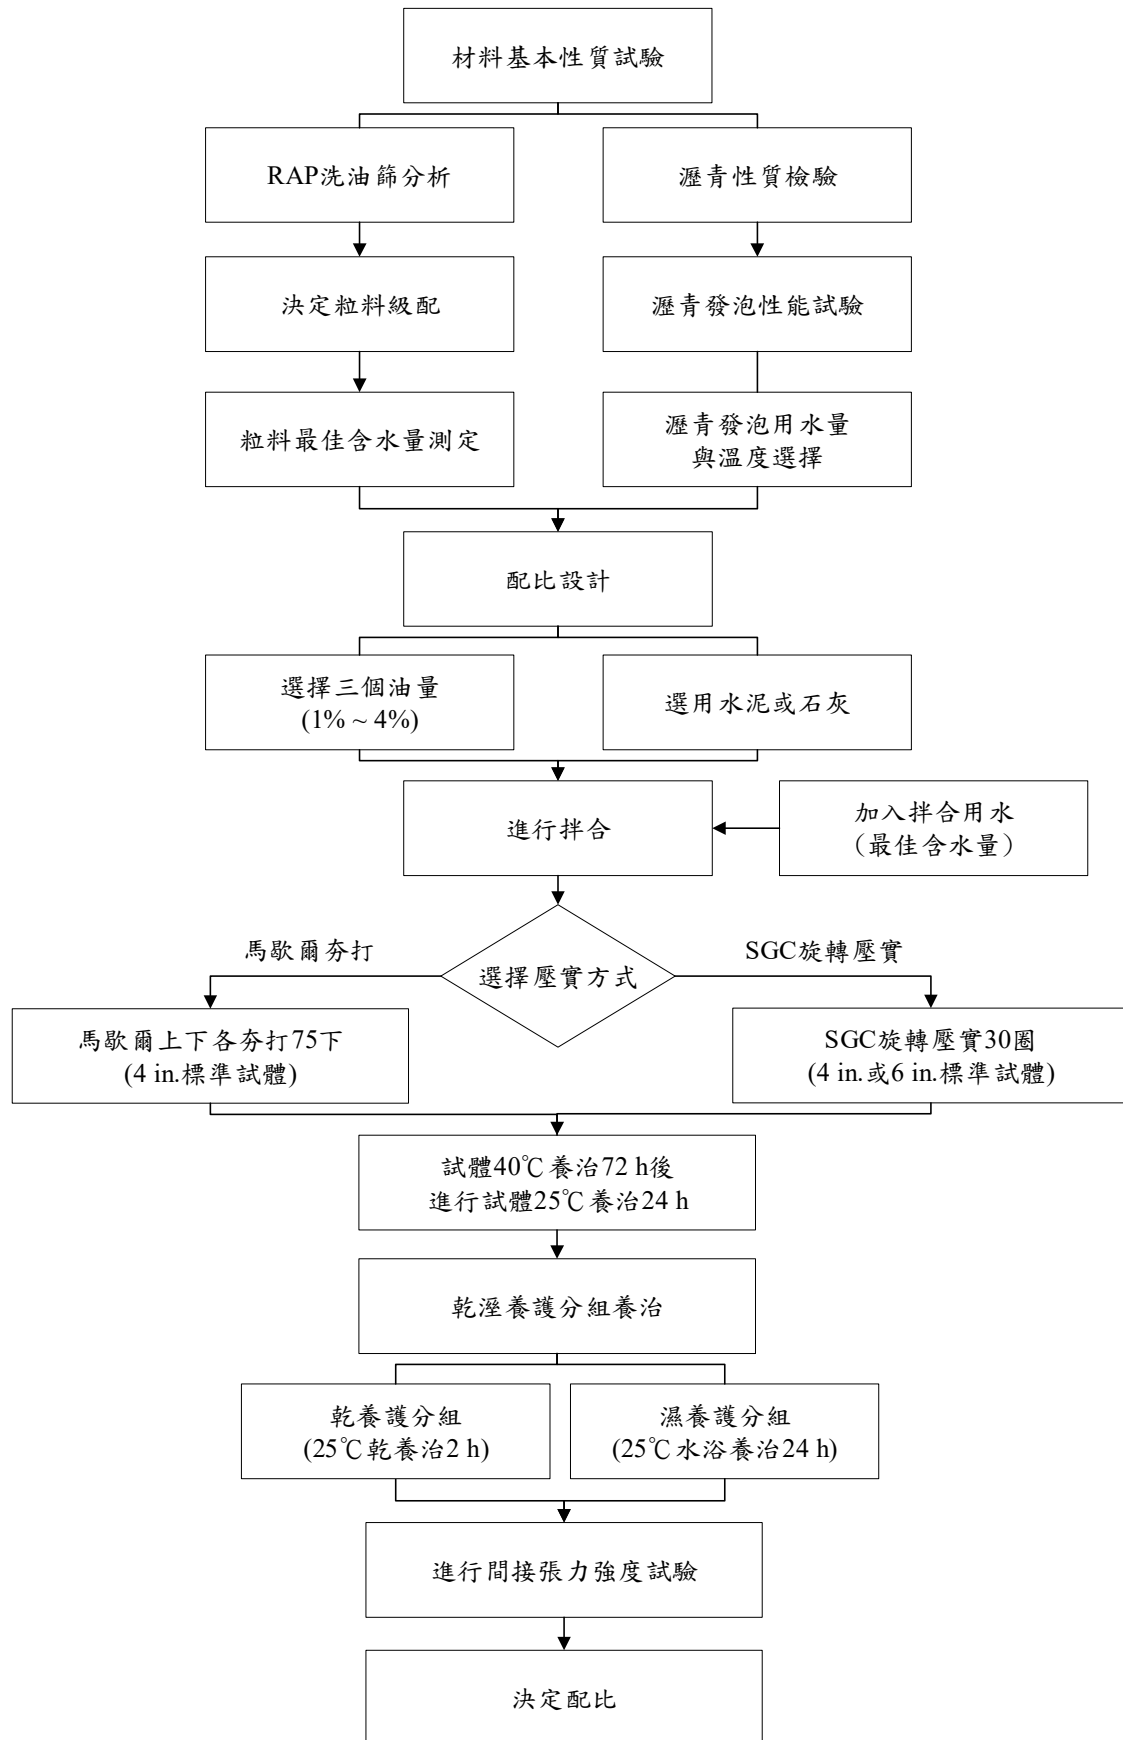 材料基本性質試驗
RAP洗油篩分析
瀝青性質檢驗
決定粒料級配
瀝青發泡性能試驗
粒料最佳含水量測定
瀝青發泡用水量
與溫度選擇
配比設計
選擇三個油量
(1% ~ 4%)
選用水泥或石灰
進行拌合
加入拌合用水
（最佳含水量）
選擇壓實方式
馬歇爾夯打
SGC旋轉壓實
馬歇爾上下各夯打75下
(4 in.標準試體)
SGC旋轉壓實30圈
(4 in.或6 in.標準試體)
試體40℃養治72 h後
進行試體25℃養治24 h
乾溼養護分組養治
乾養護分組
(25℃乾養治2 h)
濕養護分組
(25℃水浴養治24 h)
進行間接張力強度試驗
決定配比